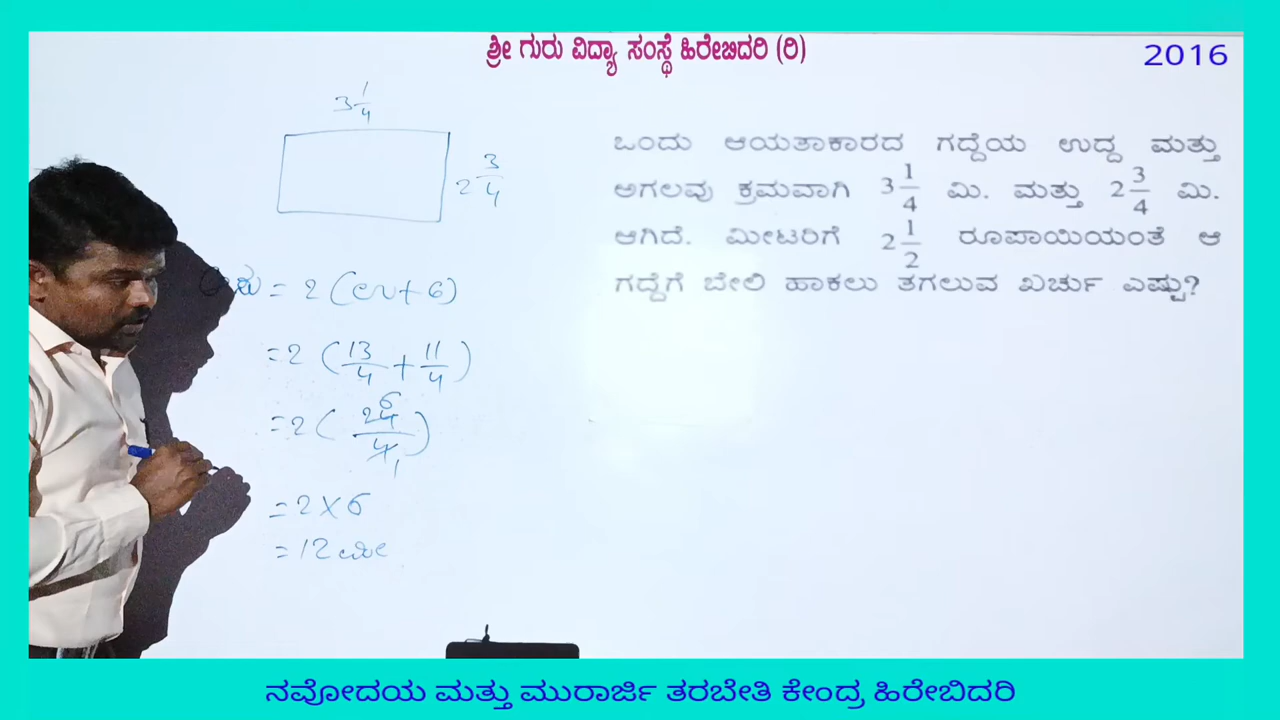 ಶ್ರೀ ಗುರು ವಿದ್ಯಾ ಸಂಸ್ಥೆ ಹಿರೇಬಿದರಿ (ರಿ)
2016
ಒಂದು ಆಯತಾಕಾರದ ಗದ್ದೆಯ ಉದ್ದ ಮತ್ತು
ಅಗಲವು ಕ್ರಮವಾಗಿ 3 1/4 ಮಿ. ಮತ್ತು 2 3/4 ಮಿ.
ಆಗಿದೆ. ಮೀಟರಿಗೆ 2 1/2 ರೂಪಾಯಿಯಂತೆ ಆ
ಗದ್ದೆಗೆ ಬೇಲಿ ಹಾಕಲು ತಗಲುವ ಖರ್ಚು ಎಷ್ಟು?
3 1/4
2 3/4
= 2 (
= 2 (13/4 + 11/4)
= 2 (24/4) 6 1
= 2 X 6
= 12 ಮೀ
ನವೋದಯ ಮತ್ತು ಮುರಾರ್ಜಿ ತರಬೇತಿ ಕೇಂದ್ರ ಹಿರೇಬಿದರಿ